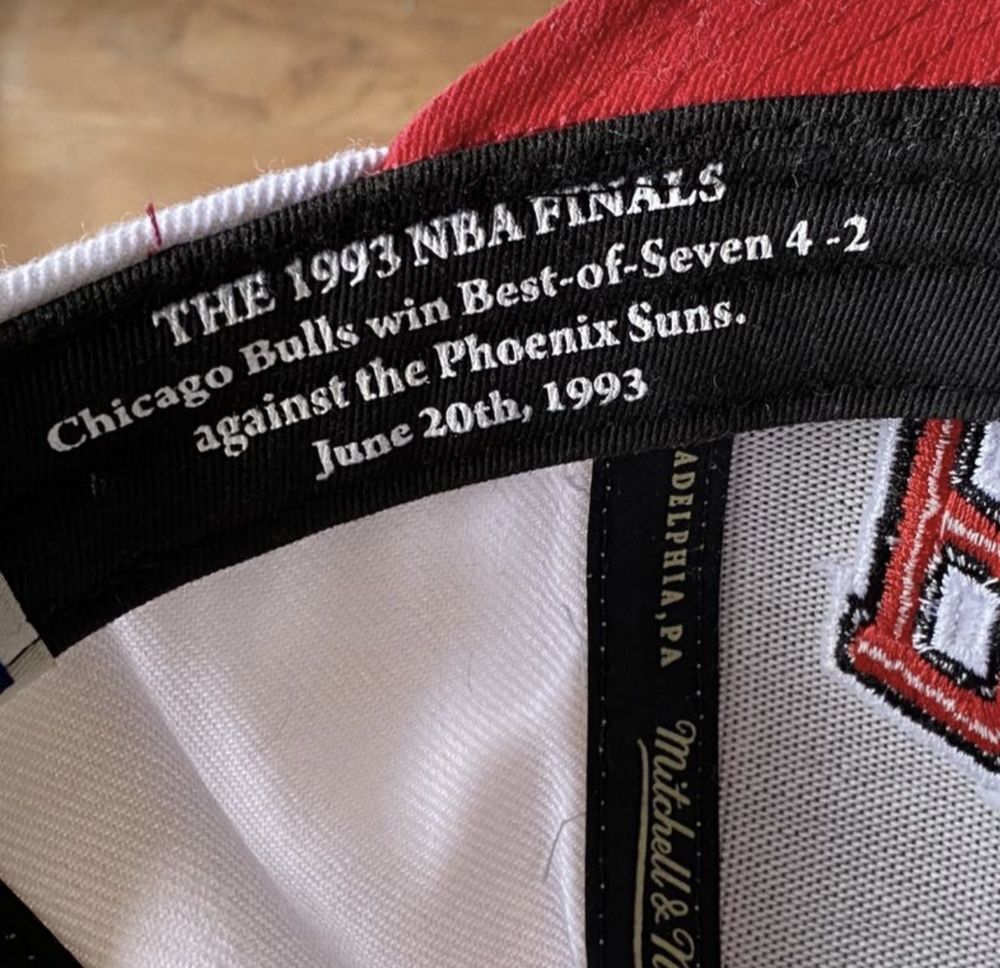 THE 1993 NBA FINALS
Chicago Bulls win Best-of-Seven 4 -2
against the Phoenix Suns.
June 20th, 1993
ADELPHIA, PA
Mitchell & N